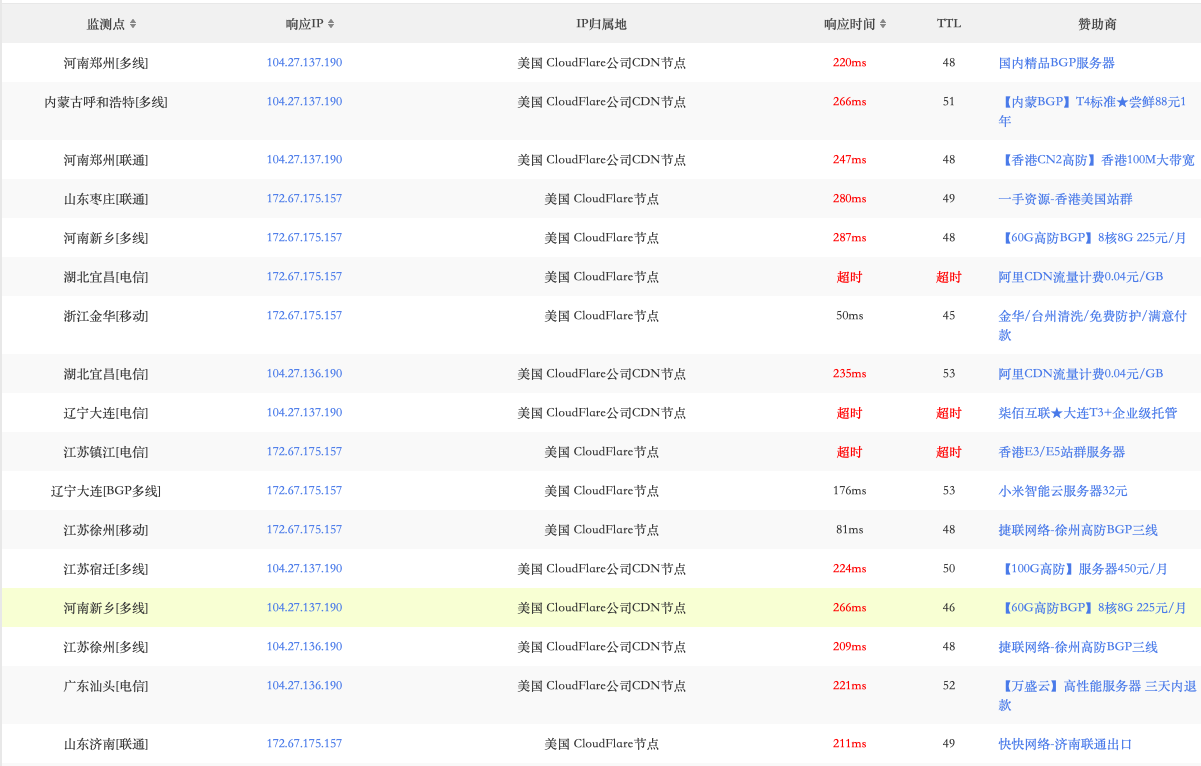 监测点 响应IP IP归属地 响应时间 TTL 赞助商
河南郑州[多线] 104.27.137.190 美国 CloudFlare公司CDN节点 220ms 48 国内精品BGP服务器
内蒙古呼和浩特[多线] 104.27.137.190 美国 CloudFlare公司CDN节点 266ms 51 【内蒙BGP】T4标准★尝鲜88元1
年
河南郑州[联通] 104.27.137.190 美国 CloudFlare公司CDN节点 247ms 48 【香港CN2高防】香港100M大带宽
山东枣庄[联通] 172.67.175.157 美国 CloudFlare节点 280ms 49 一手资源-香港美国站群
河南新乡[多线] 172.67.175.157 美国 CloudFlare节点 287ms 48 【60G高防BGP】8核8G 225元/月
湖北宜昌[电信] 172.67.175.157 美国 CloudFlare节点 超时 超时 阿里CDN流量计费0.04元/GB
浙江金华[移动] 172.67.175.157 美国 CloudFlare节点 50ms 45 金华/台州清洗/免费防护/满意付
款
湖北宜昌[电信] 104.27.136.190 美国 CloudFlare公司CDN节点 235ms 53 阿里CDN流量计费0.04元/GB
辽宁大连[电信] 104.27.137.190 美国 CloudFlare公司CDN节点 超时 超时 柒佰互联★大连T3+企业级托管
江苏镇江[电信] 172.67.175.157 美国 CloudFlare节点 超时 超时 香港E3/E5站群服务器
辽宁大连[BGP多线] 172.67.175.157 美国 CloudFlare节点 176ms 53 小米智能云服务器32元
江苏徐州[移动] 172.67.175.157 美国 CloudFlare节点 81ms 48 捷联网络-徐州高防BGP三线
江苏宿迁[多线] 104.27.137.190 美国 CloudFlare公司CDN节点 224ms 50 【100G高防】服务器450元/月
河南新乡[多线] 104.27.137.190 美国 CloudFlare公司CDN节点 266ms 46 【60G高防BGP】8核8G 225元/月
江苏徐州[多线] 104.27.136.190 美国 CloudFlare公司CDN节点 209ms 48 捷联网络-徐州高防BGP三线
广东汕头[电信] 104.27.136.190 美国 CloudFlare公司CDN节点 221ms 52 【万盛云】高性能服务器 三天内退
款
山东济南[联通] 172.67.175.157 美国 CloudFlare节点 211ms 49 快快网络-济南联通出口